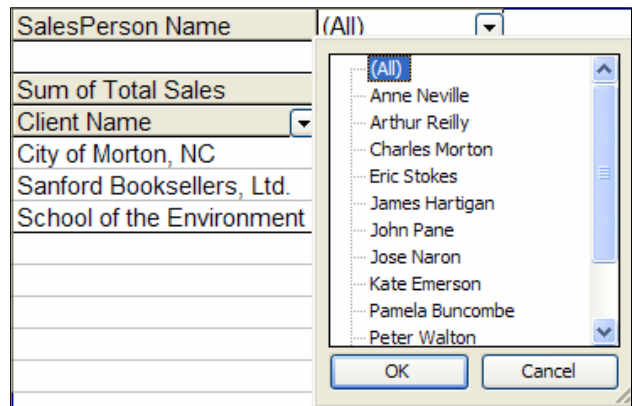 SalesPerson Name (All)
(All)
Anne Neville
Arthur Reilly
Charles Morton
Eric Stokes
James Hartigan
John Pane
Jose Naron
Kate Emerson
Pamela Buncombe
Peter Walton
OK Cancel
Sum of Total Sales
Client Name
City of Morton, NC
Sanford Booksellers, Ltd.
School of the Environment